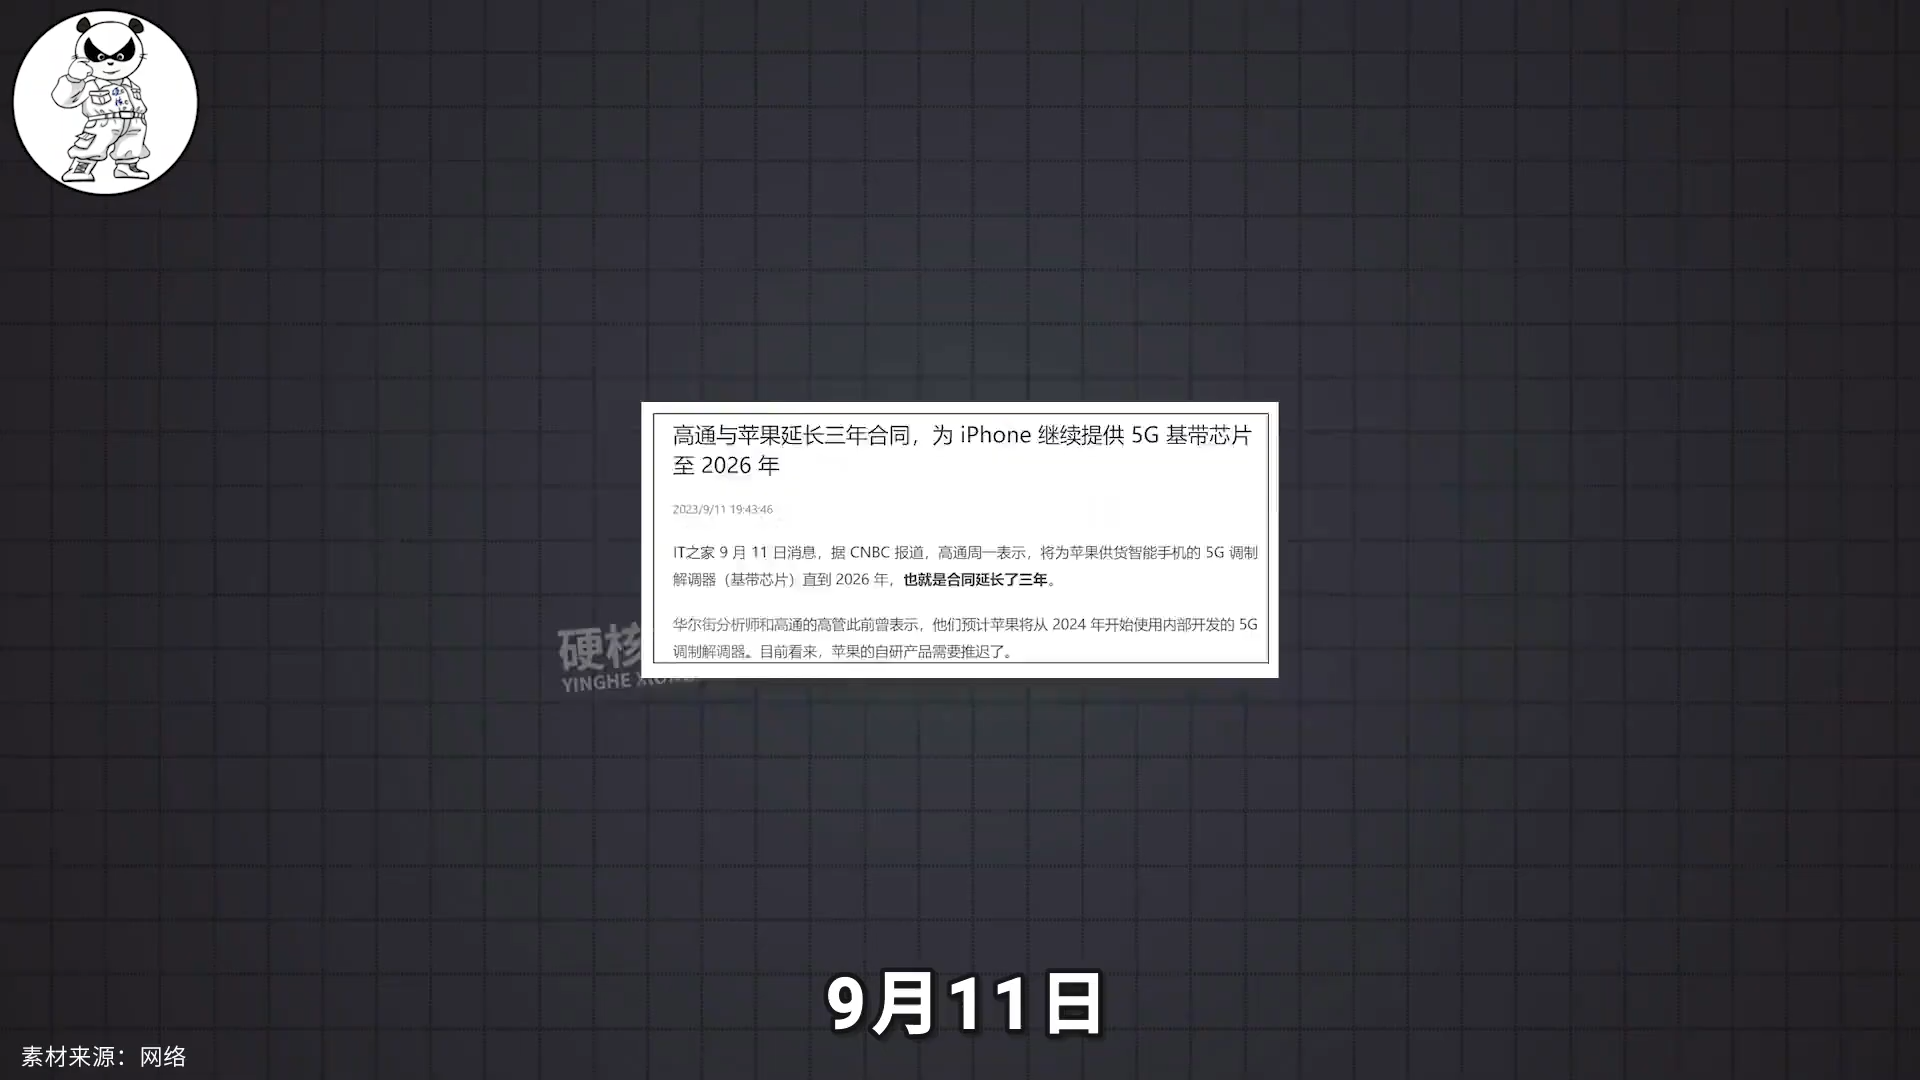 高通与苹果延长三年合同，为 iPhone 继续提供 5G 基带芯片
至 2026 年
2023/9/11 19:43:46
IT之家 9 月 11 日消息，据 CNBC 报道，高通周一表示，将为苹果供货智能手机的 5G 调制
解调器（基带芯片）直到 2026 年，也就是合同延长了三年。
华尔街分析师和高通的高管此前曾表示，他们预计苹果将从 2024 年开始使用内部开发的 5G
调制解调器。目前看来，苹果的自研产品需要推迟了。
硬核
YINGHE
9月11日
素材来源：网络